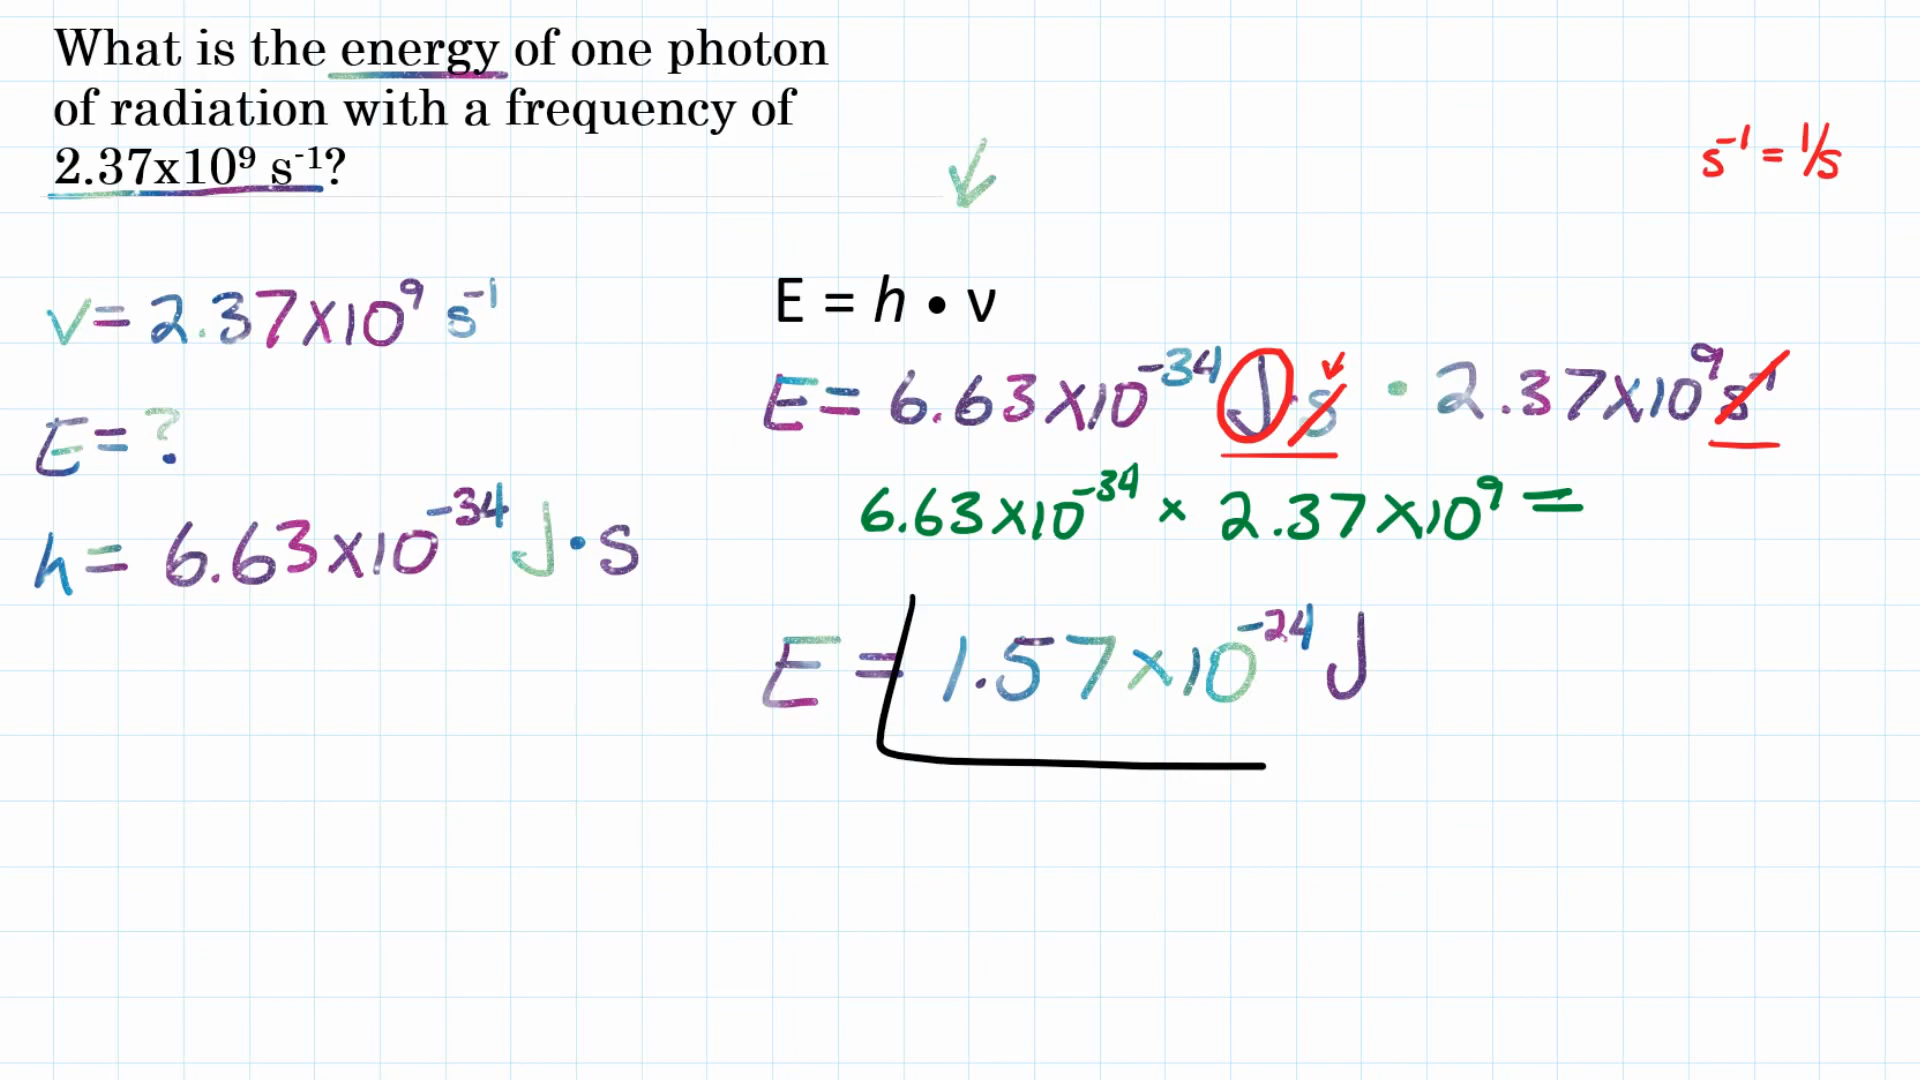 What is the energy of one photon
of radiation with a frequency of
2.37x10⁹ s⁻¹?
s⁻¹ = 1/s
ν = 2.37x10⁹ s⁻¹
E = ?
h = 6.63x10⁻³⁴ J•s
E = h • ν
E = 6.63x10⁻³⁴ J·s • 2.37x10⁹ s⁻¹
6.63x10⁻³⁴ x 2.37x10⁹ =
E = 1.57x10⁻²⁴ J